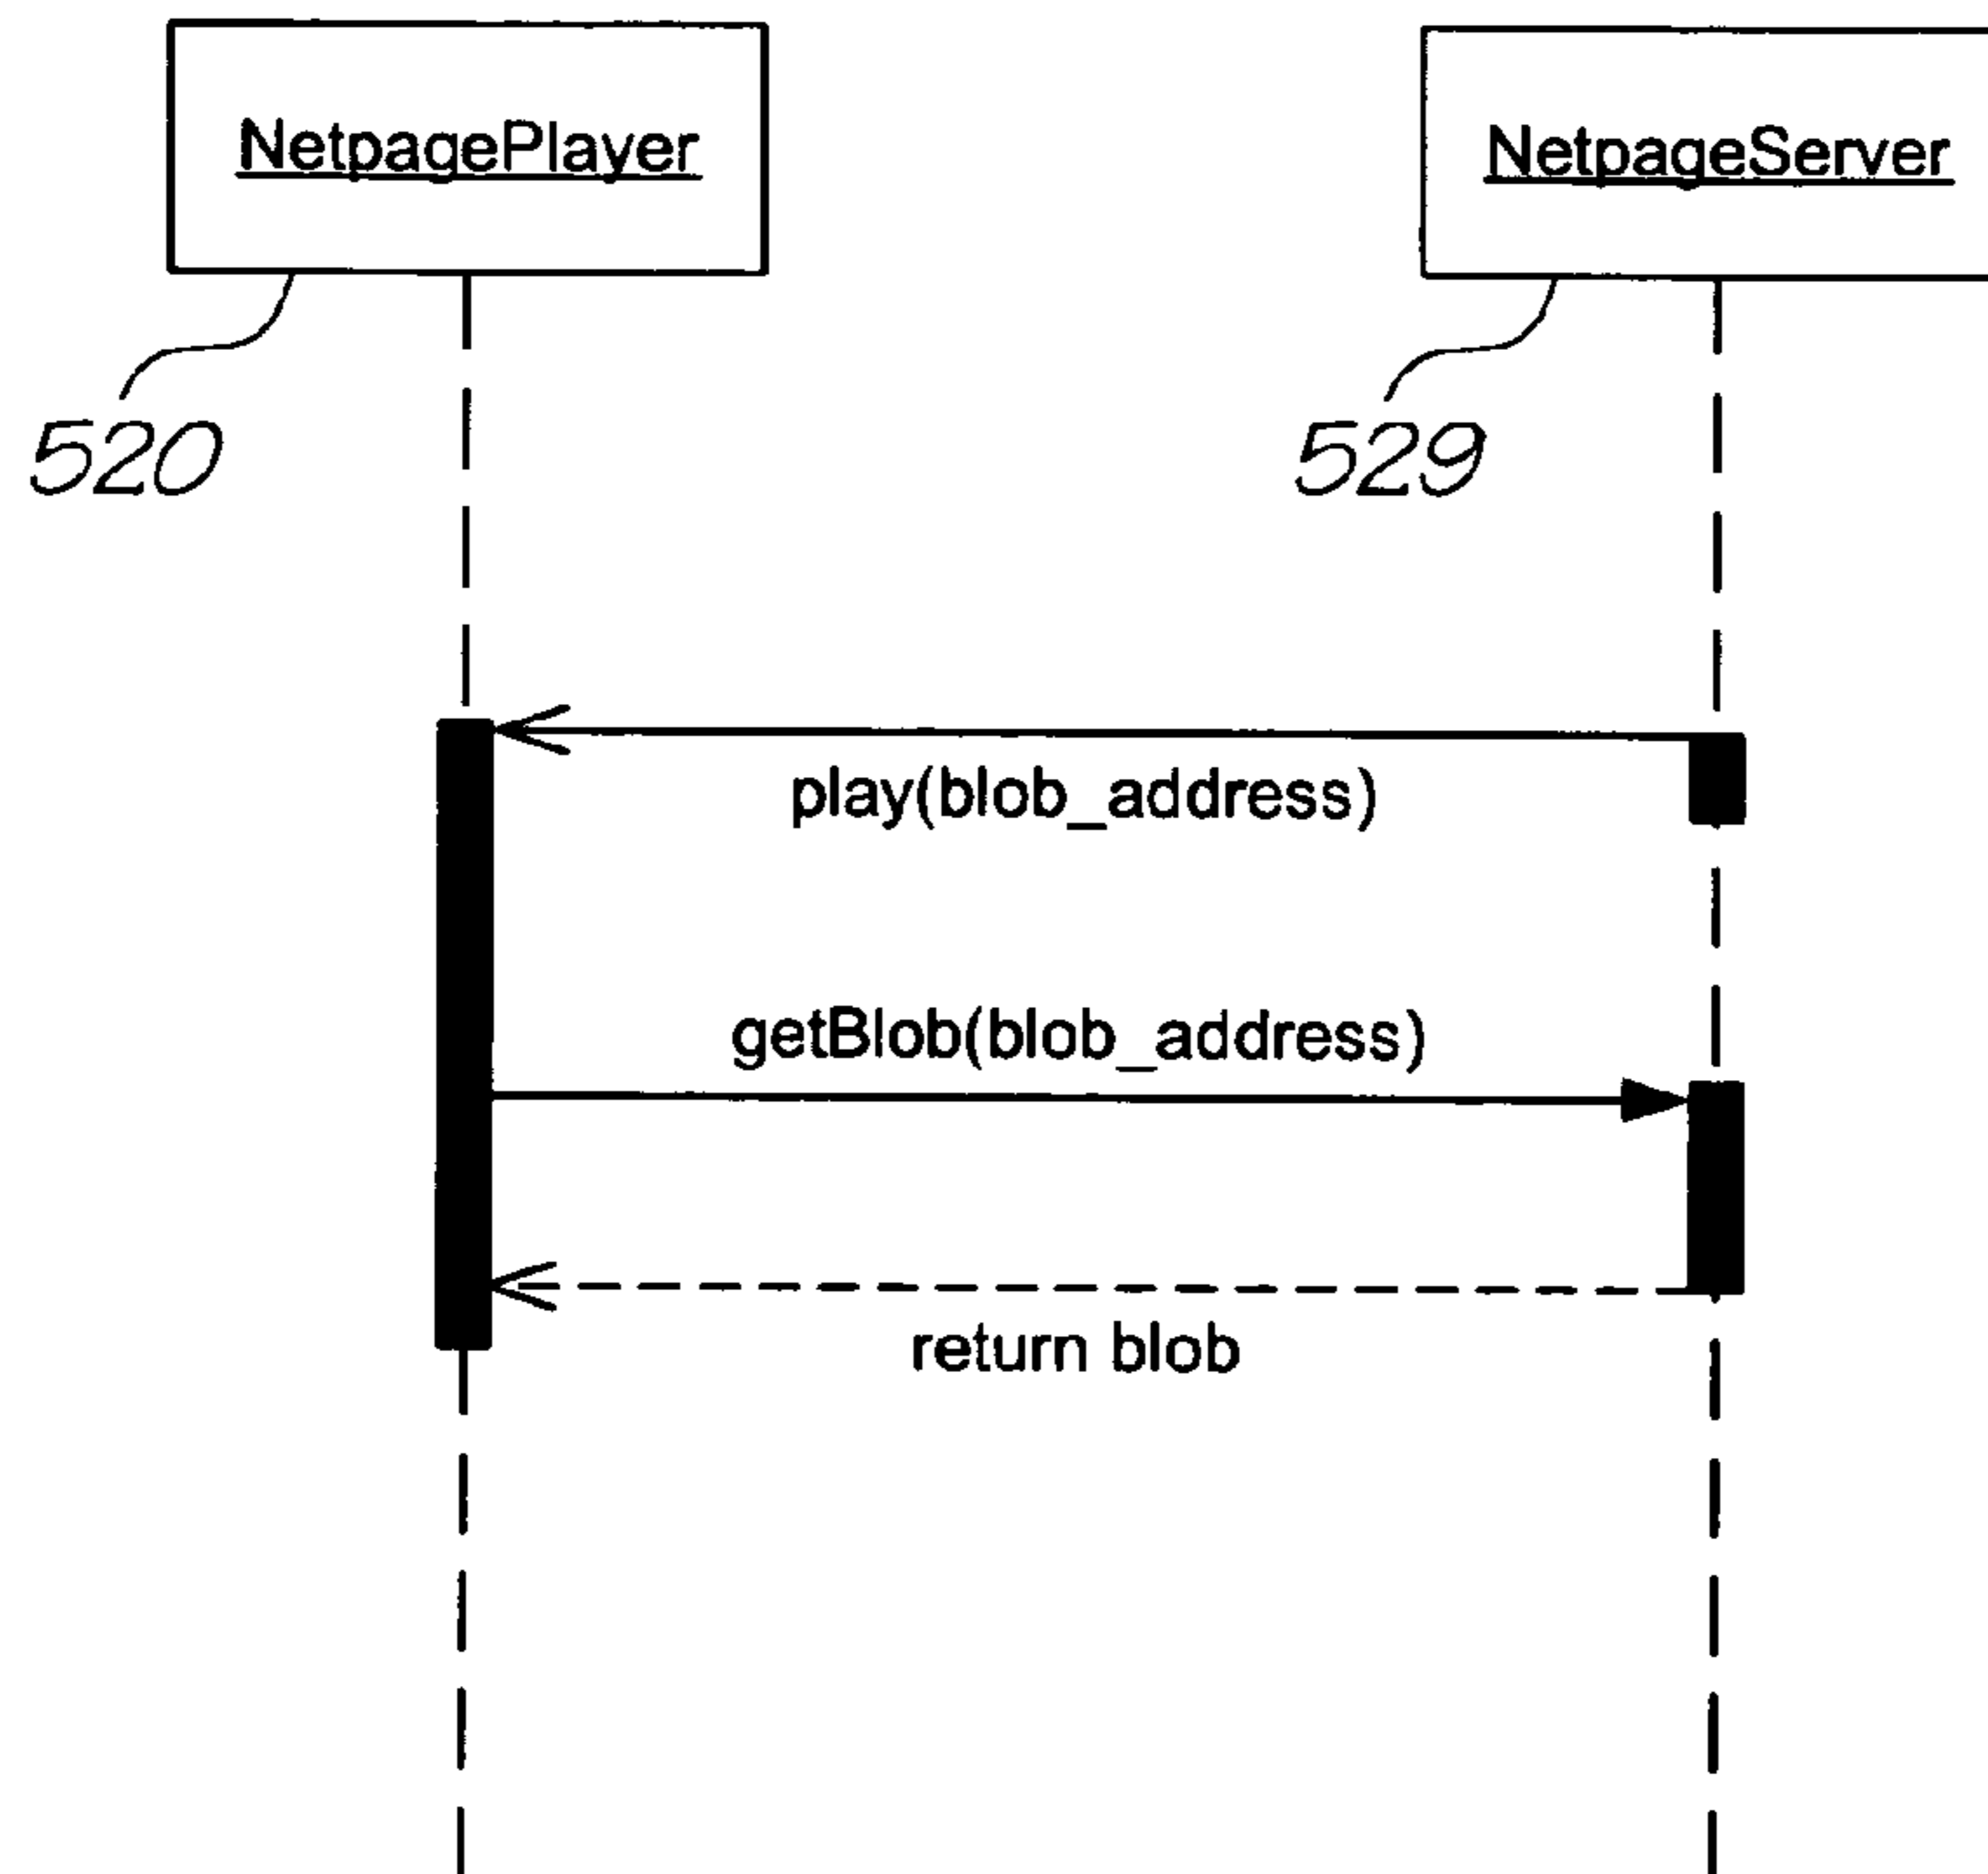 NetpagePlayer
NetpageServer
520
529
play(blob_address)
getBlob(blob_address)
return blob